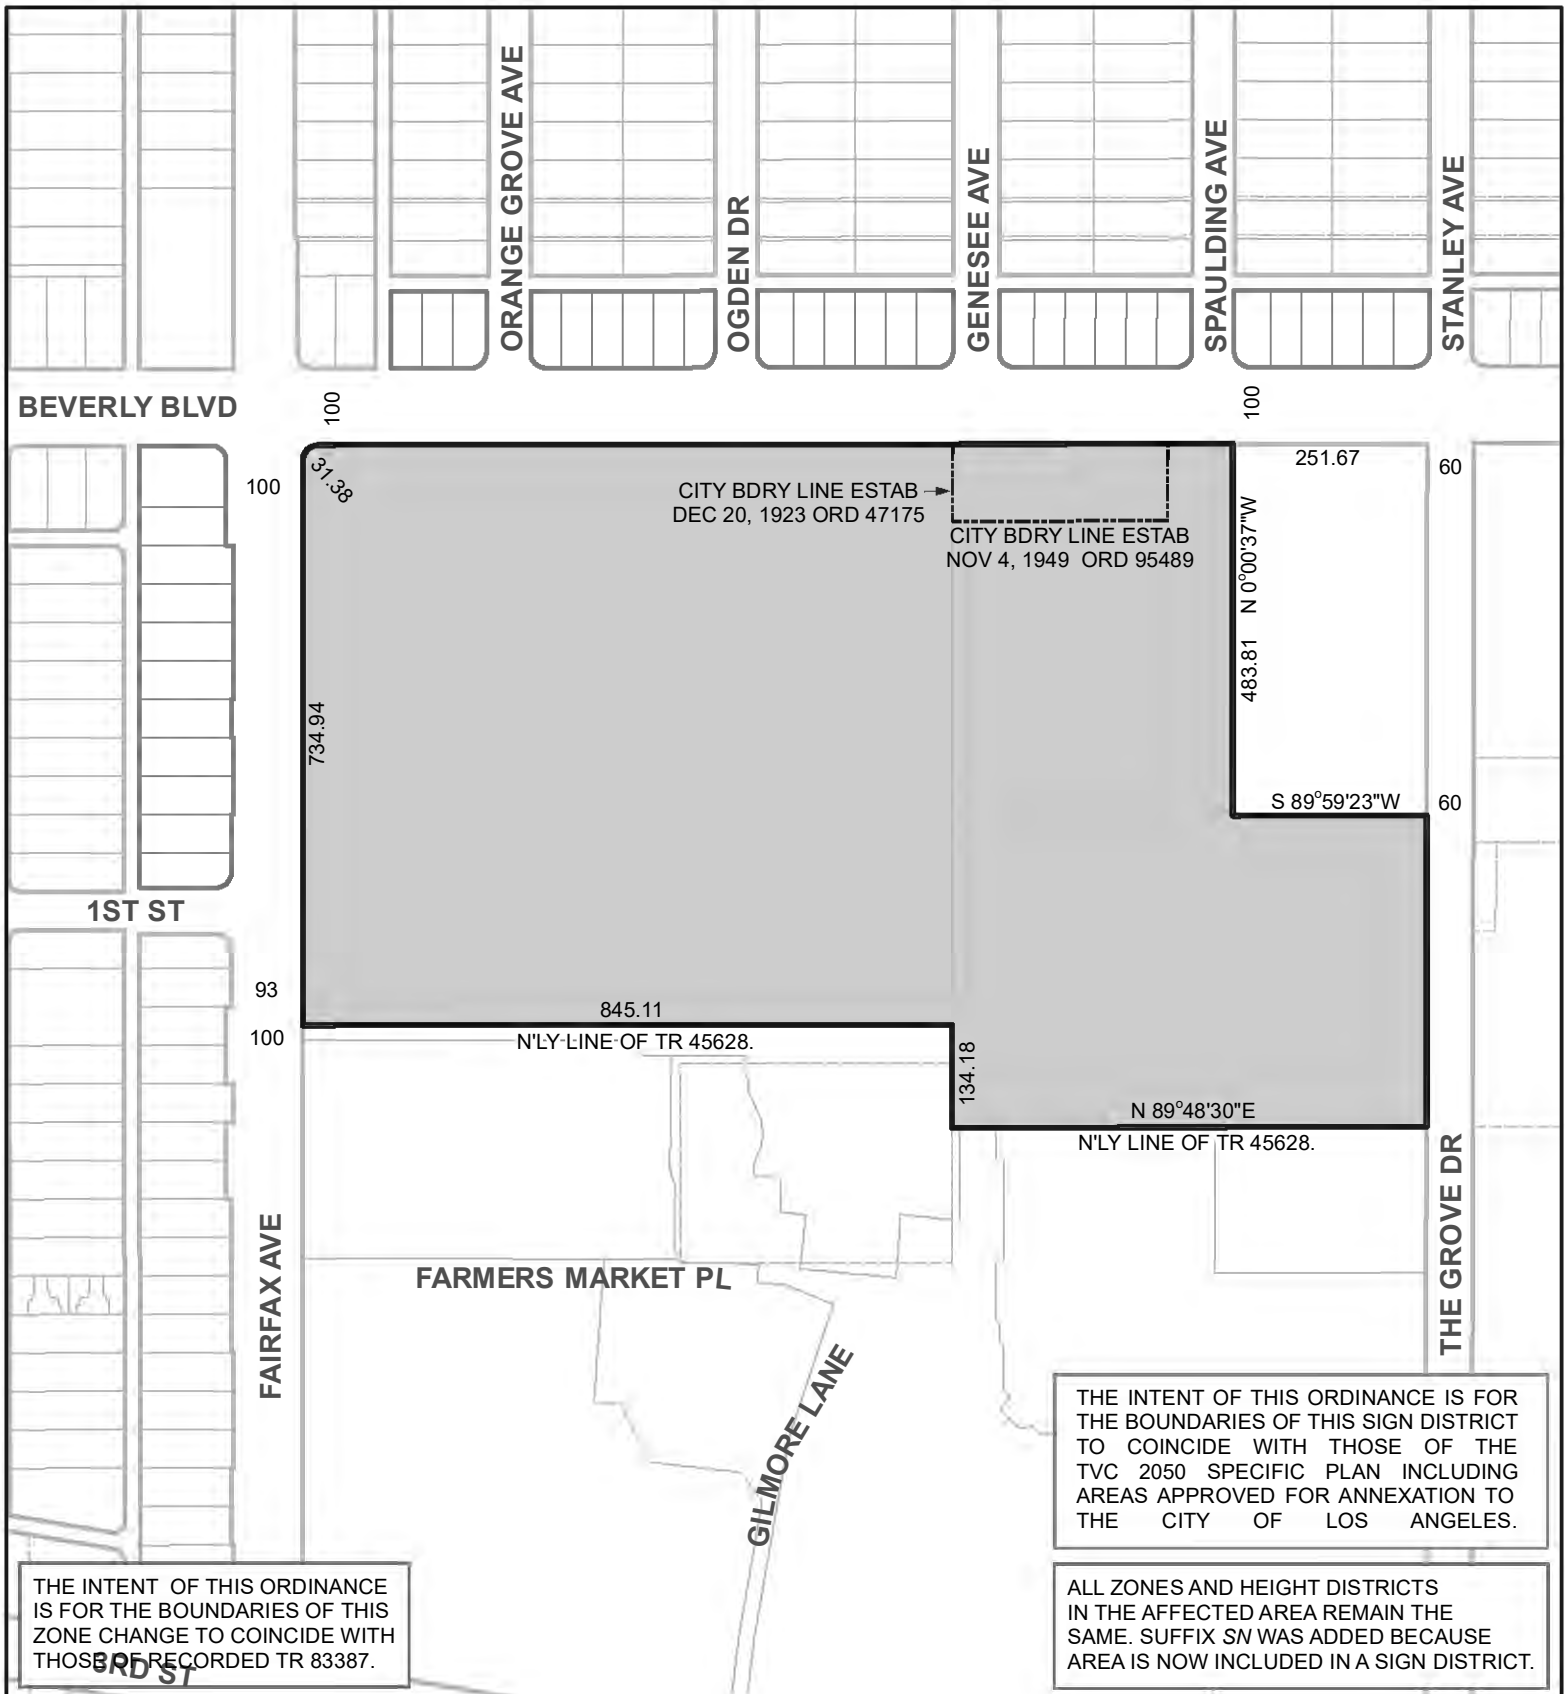 ORANGE GROVE AVE
OGDEN DR
GENESEE AVE
SPAULDING AVE
STANLEY AVE
BEVERLY BLVD
100
100
100
31.38
251.67
60
CITY BDRY LINE ESTAB
DEC 20, 1923 ORD 47175
CITY BDRY LINE ESTAB
NOV 4, 1949 ORD 95489
483.81 N 0°00'37"W
734.94
S 89°59'23"W
60
1ST ST
93
100
845.11
N'LY LINE OF TR 45628.
134.18
N 89°48'30"E
N'LY LINE OF TR 45628.
FAIRFAX AVE
FARMERS MARKET PL
THE GROVE DR
GILMORE LANE
THE INTENT OF THIS ORDINANCE IS FOR
THE BOUNDARIES OF THIS SIGN DISTRICT
TO COINCIDE WITH THOSE OF THE
TVC 2050 SPECIFIC PLAN INCLUDING
AREAS APPROVED FOR ANNEXATION TO
THE CITY OF LOS ANGELES.
THE INTENT OF THIS ORDINANCE
IS FOR THE BOUNDARIES OF THIS
ZONE CHANGE TO COINCIDE WITH
THOSE OF RECORDED TR 83387.
3RD ST
ALL ZONES AND HEIGHT DISTRICTS
IN THE AFFECTED AREA REMAIN THE
SAME. SUFFIX SN WAS ADDED BECAUSE
AREA IS NOW INCLUDED IN A SIGN DISTRICT.